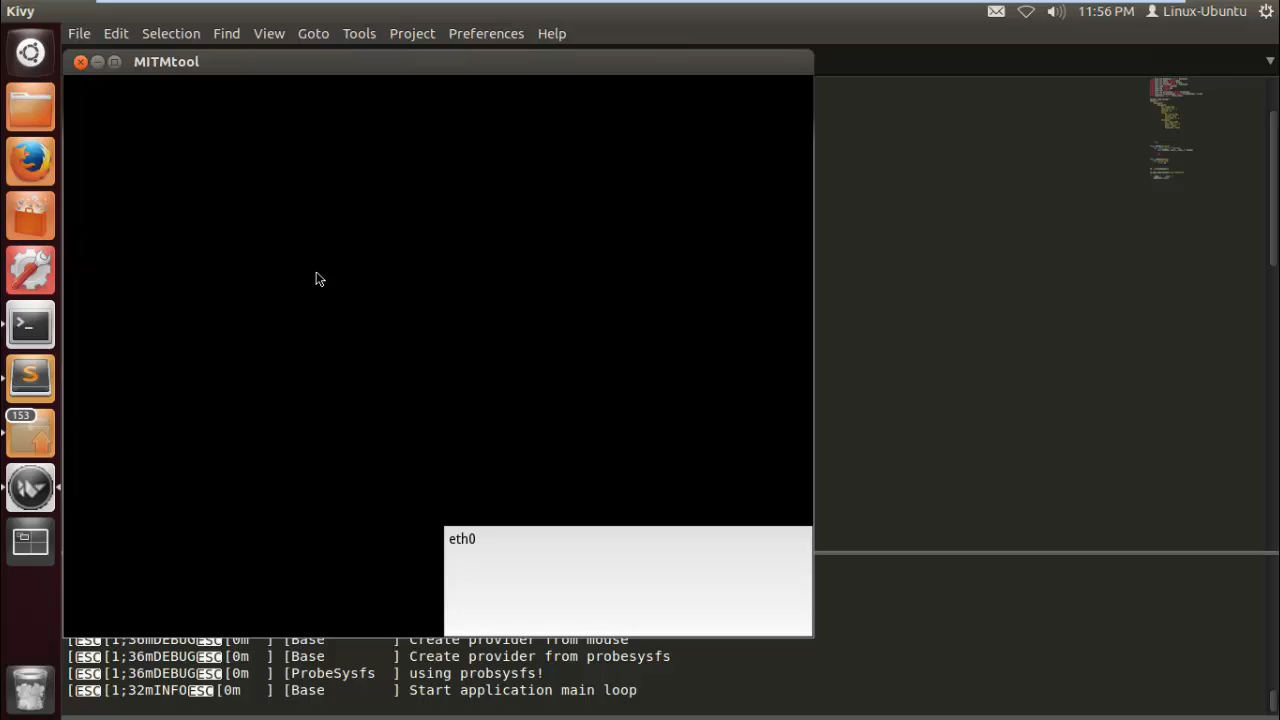 Kivy
11:56 PM Linux-Ubuntu
File Edit Selection Find View Goto Tools Project Preferences Help
MITMtool
153
eth0
[ESC[1;36mDEBUGESC[0m ] [Base ] Create provider from mouse
[ESC[1;36mDEBUGESC[0m ] [Base ] Create provider from probesysfs
[ESC[1;36mDEBUGESC[0m ] [ProbeSysfs ] using probsysfs!
[ESC[1;32mINFOESC[0m ] [Base ] Start application main loop